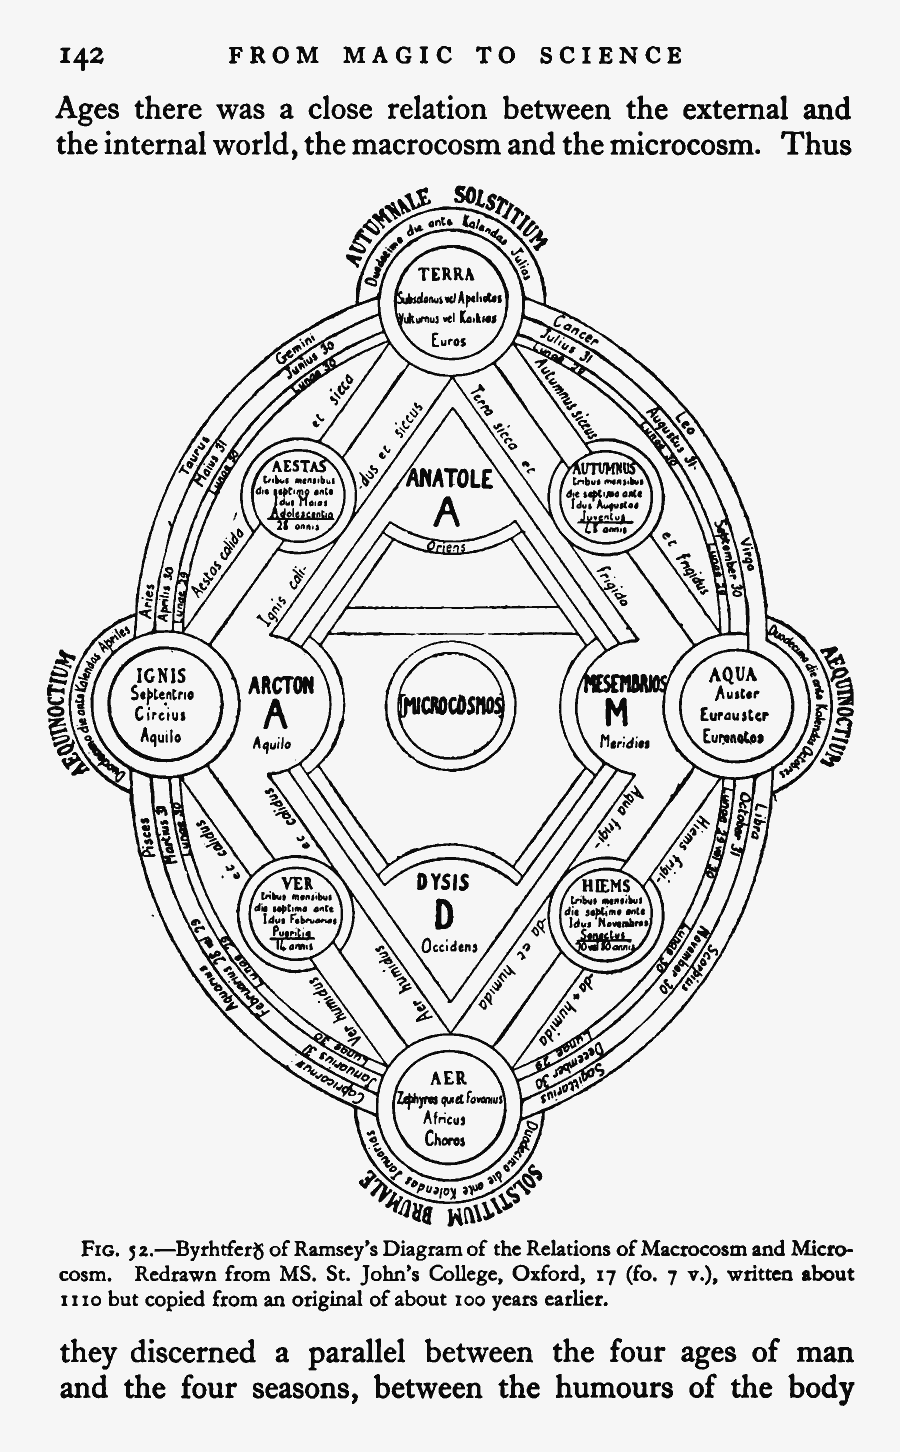 142 FROM MAGIC TO SCIENCE
Ages there was a close relation between the external and
the internal world, the macrocosm and the microcosm. Thus
AUTUMNALE SOLSTITIUM
Duodecimo die ante Kalendas Julias
TERRA
Subsolanus vel Apeliotes
Vulturnus vel Kaikias
Euros
Gemini
Junius 30
Lunae 30
Cancer
Julius 31
Taurus
Maius 31
Leo
Augustus 31
Lunae 30
et sicca
-dus et siccus
Terra sicca et
Autumnus siccus
AESTAS
tribus mensibus
die septimo ante
Idus Maias
Adolescentia
28 annis
ANATOLE
A
Oriens
AUTUMNUS
tribus mensibus
die septimo ante
Idus Augustas
Juventus
Aestas calida
Ignis cali-
frigido
et frigidus
Aries
Aprilis 30
Lunae 29
Virgo
September 30
AEQUINOCTIUM
Duodecimo die ante Kalendas Apriles
IGNIS
Septentrio
Circius
Aquilo
ARCTON
A
Aquilo
MICROCOSMOS
MESEMBRIOS
M
Meridies
AQUA
Auster
Eurauster
Euronotos
AEQUINOCTIUM
Duodecimo die ante Kalendas Octobres
Pisces
Martius 31
Lunae 30
et calidus
et calidus
Aqua frigi-
Hiems frigi-
Libra
October 31
Lunae 29 vel 30
VER
tribus mensibus
die septimo ante
Idus Februarias
Pueritia
14 annis
DYSIS
D
Occidens
HIEMS
tribus mensibus
die septimo ante
Idus Novembres
Senectus
70 vel 80 annis
Aquarius
Februarius 28 vel 29
Lunae
Ver humidus
Aer humidus
-da et humida
-da + humida
Scorpius
November 30
Lunae 30
Capricornus
Januarius 31
Lunae 30
Sagittarius
December 30
Lunae 29
AER
Zephyros qui et Favonius
Africus
Choros
Duodecimo die ante Kalendas Januarias
SOLSTITIUM BRUMALE
FIG. 52.—Byrhtferð of Ramsey's Diagram of the Relations of Macrocosm and Micro-
cosm. Redrawn from MS. St. John's College, Oxford, 17 (fo. 7 v.), written about
1110 but copied from an original of about 100 years earlier.
they discerned a parallel between the four ages of man
and the four seasons, between the humours of the body